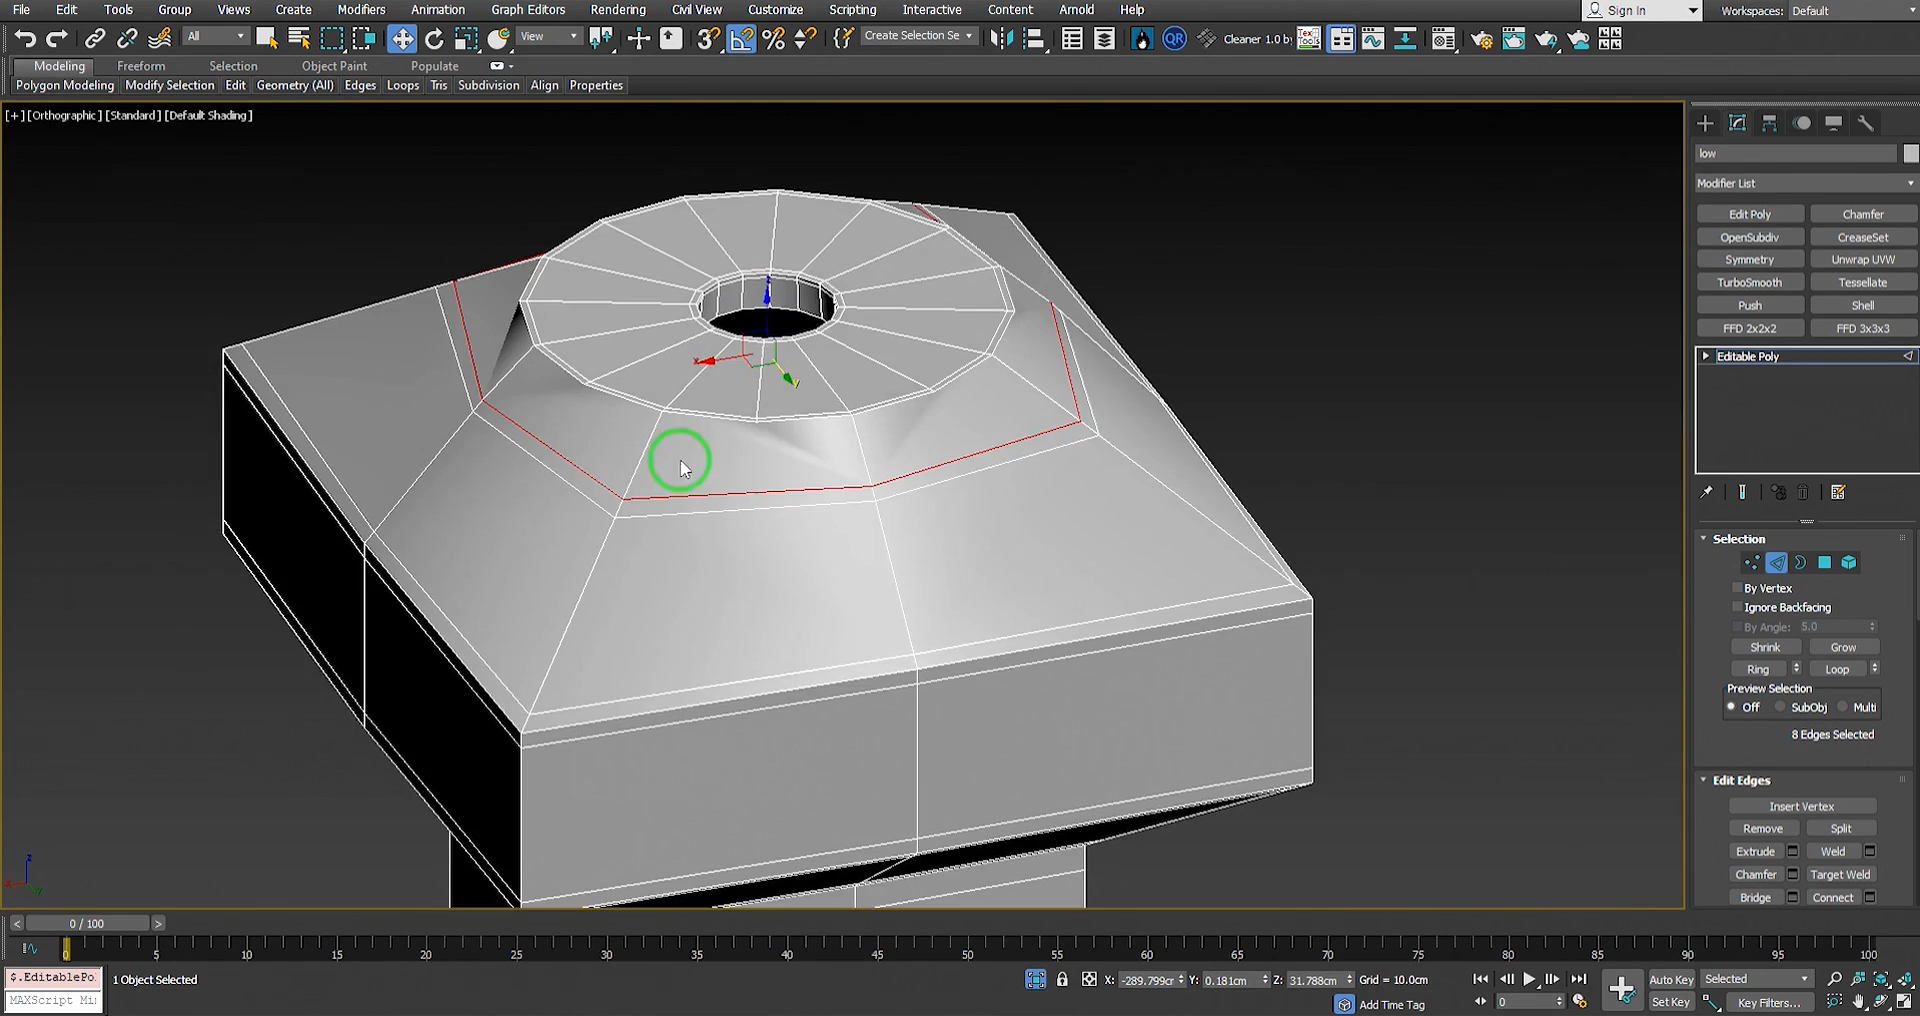 File Edit Tools Group Views Create Modifiers Animation Graph Editors Rendering Civil View Customize Scripting Interactive Content Arnold Help Sign In Workspaces: Default
All View Create Selection Se Cleaner 1.0 by
Modeling Freeform Selection Object Paint Populate
Polygon Modeling Modify Selection Edit Geometry (All) Edges Loops Tris Subdivision Align Properties
[+] [Orthographic] [Standard] [Default Shading]
low
Modifier List
Edit Poly Chamfer
OpenSubdiv CreaseSet
Symmetry Unwrap UVW
TurboSmooth Tessellate
Push Shell
FFD 2x2x2 FFD 3x3x3
Editable Poly
Selection
By Vertex
Ignore Backfacing
By Angle: 5.0
Shrink Grow
Ring Loop
Preview Selection
Off SubObj Multi
8 Edges Selected
Edit Edges
Insert Vertex
Remove Split
Extrude Weld
Chamfer Target Weld
Bridge Connect
0 / 100
0 5 10 15 20 25 30 35 40 45 50 55 60 65 70 75 80 85 90 95 100
$.EditablePo 1 Object Selected X: -289.799cm Y: 0.181cm Z: 31.788cm Grid = 10.0cm Auto Key Selected
MAXScript Mi Add Time Tag 0 Set Key Key Filters...